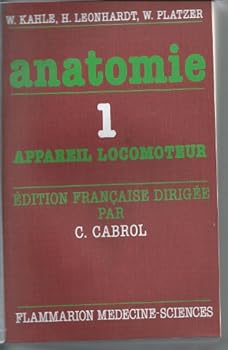 W. KAHLE, H. LEONHARDT, W. PLATZER
anatomie
1
APPAREIL LOCOMOTEUR
ÉDITION FRANÇAISE DIRIGÉE
PAR
C. CABROL
FLAMMARION MEDECINE-SCIENCES